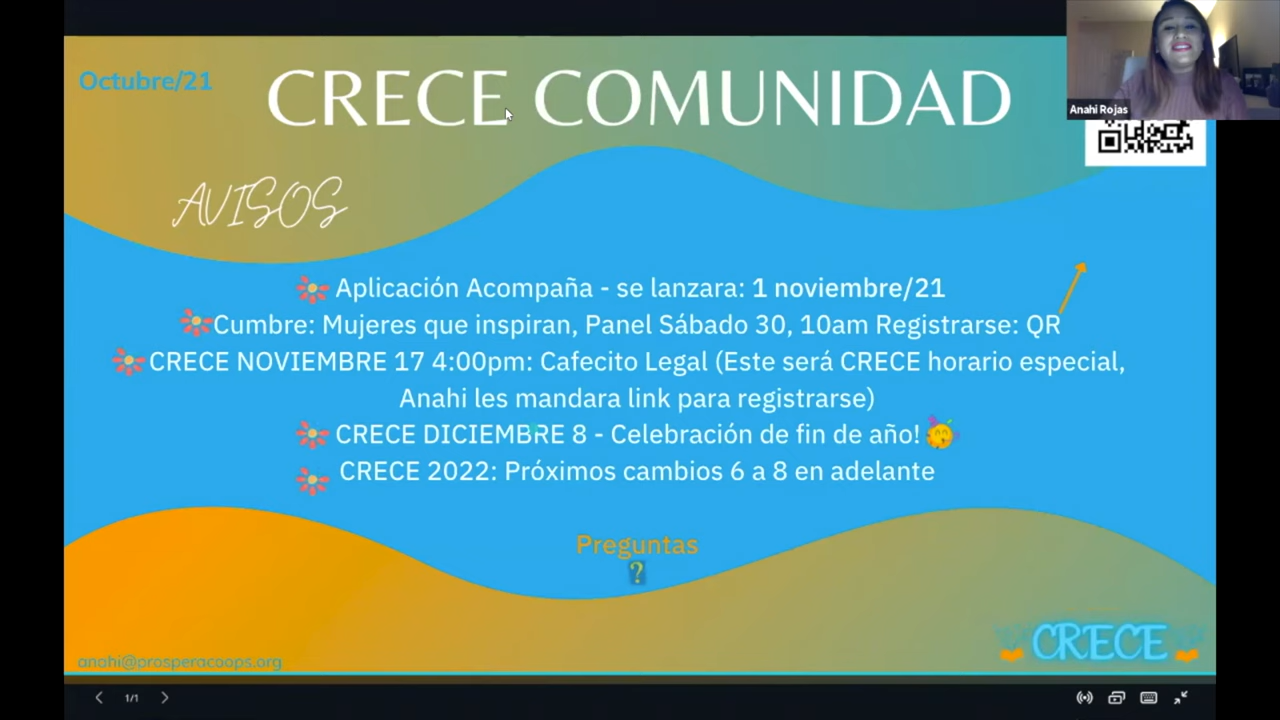 Octubre/21
CRECE COMUNIDAD
Anahi Rojas
AVISOS
Aplicación Acompaña - se lanzara: 1 noviembre/21
Cumbre: Mujeres que inspiran, Panel Sábado 30, 10am Registrarse: QR
CRECE NOVIEMBRE 17 4:00pm: Cafecito Legal (Este será CRECE horario especial,
Anahi les mandara link para registrarse)
CRECE DICIEMBRE 8 - Celebración de fin de año!
CRECE 2022: Próximos cambios 6 a 8 en adelante
Preguntas
?
CRECE
anahi@prosperacoops.org
1/1